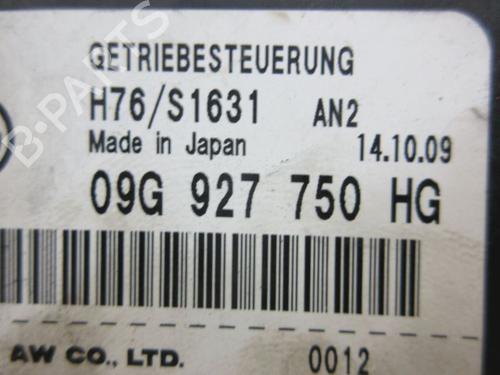 GETRIEBESTEUERUNG
H76/S1631 AN2
Made in Japan 14.10.09
09G 927 750 HG
AW CO., LTD. 0012
B-PARTS